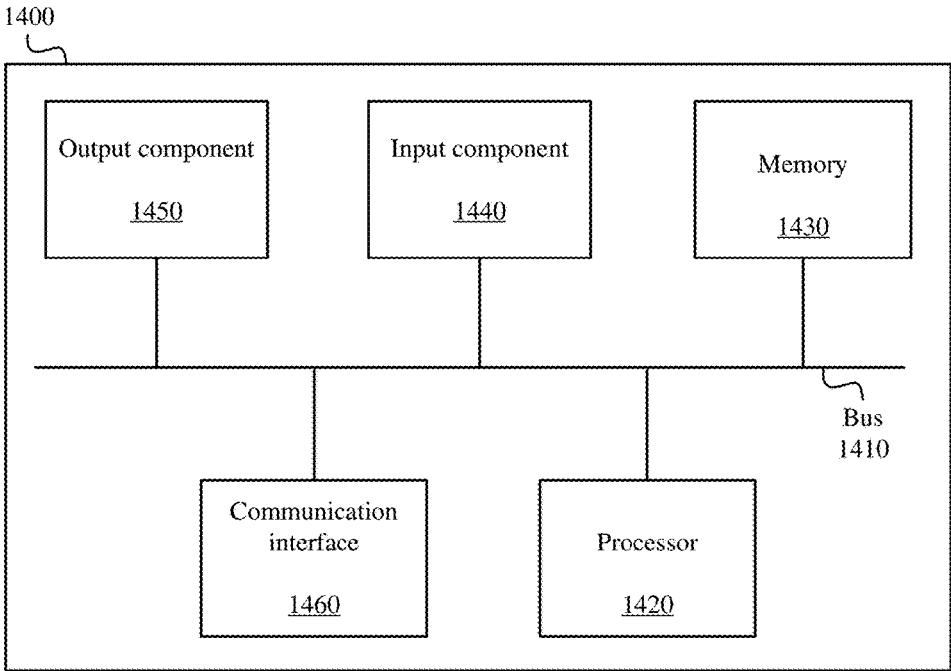 1400
Output component
1450
Input component
1440
Memory
1430
Bus
1410
Communication
interface
1460
Processor
1420